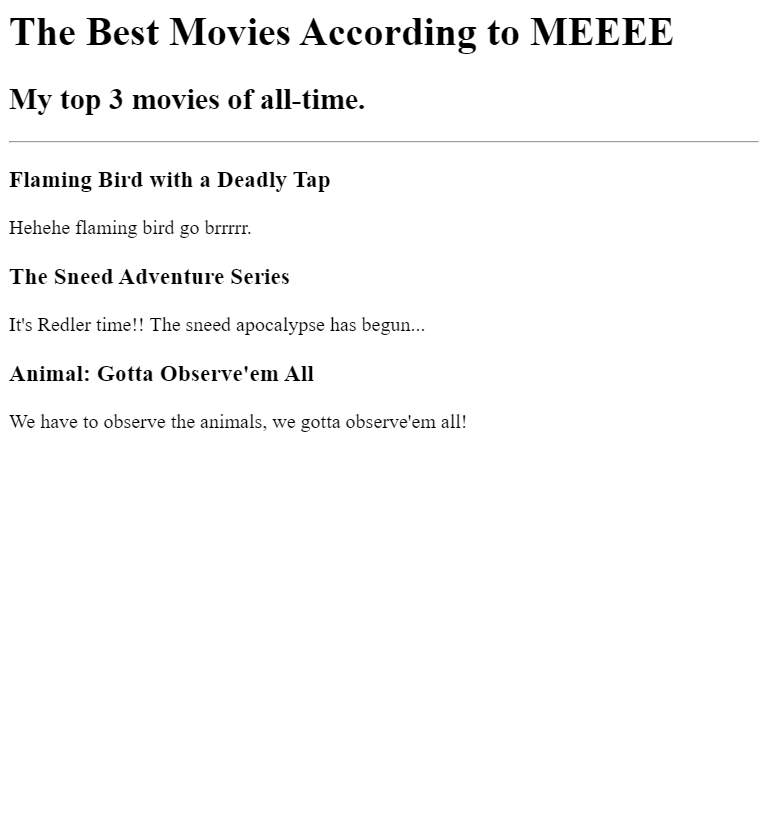 The Best Movies According to MEEEE
My top 3 movies of all-time.
Flaming Bird with a Deadly Tap
Hehehe flaming bird go brrrrr.
The Sneed Adventure Series
It's Redler time!! The sneed apocalypse has begun...
Animal: Gotta Observe'em All
We have to observe the animals, we gotta observe'em all!